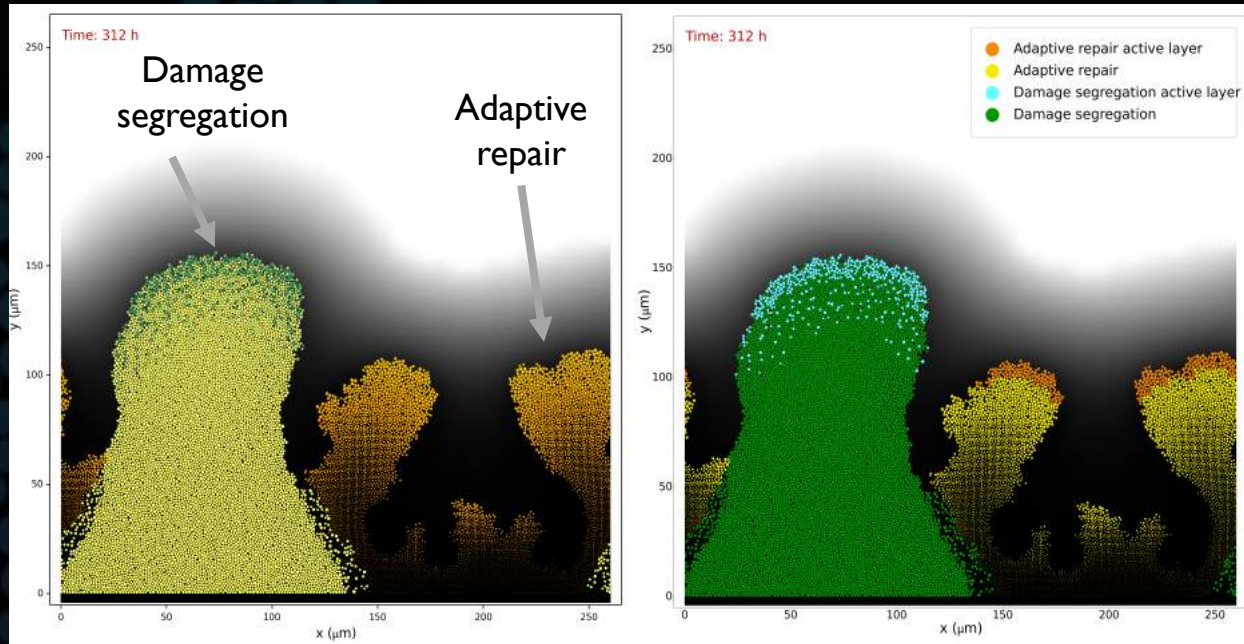 Time: 312 h
Damage
segregation
Adaptive
repair
250
200
150
100
50
0
y (μm)
0
50
100
150
200
250
x (μm)
Time: 312 h
Adaptive repair active layer
Adaptive repair
Damage segregation active layer
Damage segregation
250
200
150
100
50
0
y (μm)
0
50
100
150
200
250
x (μm)